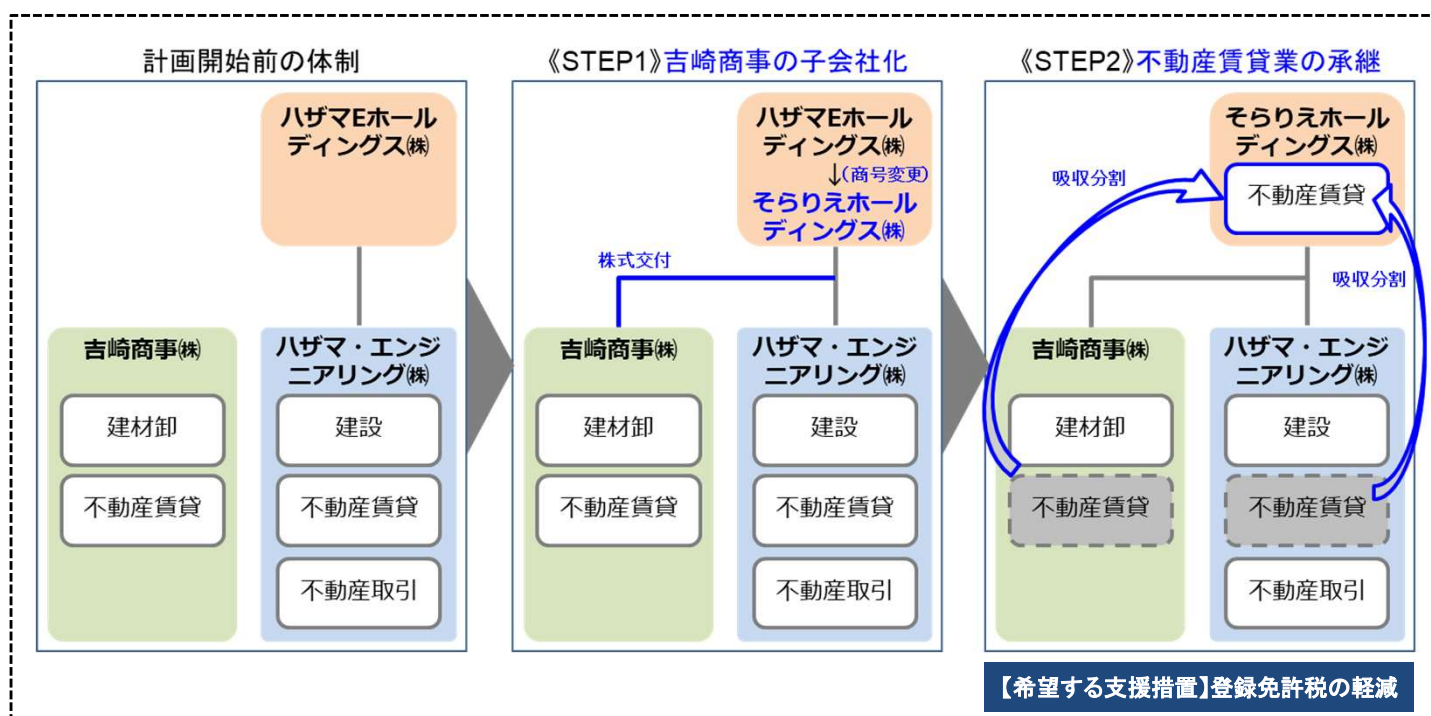 計画開始前の体制
ハザマEホール
ディングス㈱
吉崎商事㈱
建材卸
不動産賃貸
ハザマ・エンジ
ニアリング㈱
建設
不動産賃貸
不動産取引
《STEP1》吉崎商事の子会社化
ハザマEホール
ディングス㈱
↓(商号変更)
そらりえホール
ディングス㈱
株式交付
吉崎商事㈱
建材卸
不動産賃貸
ハザマ・エンジ
ニアリング㈱
建設
不動産賃貸
不動産取引
《STEP2》不動産賃貸業の承継
そらりえホール
ディングス㈱
吸収分割
不動産賃貸
吸収分割
吉崎商事㈱
建材卸
不動産賃貸
ハザマ・エンジ
ニアリング㈱
建設
不動産賃貸
不動産取引
【希望する支援措置】登録免許税の軽減